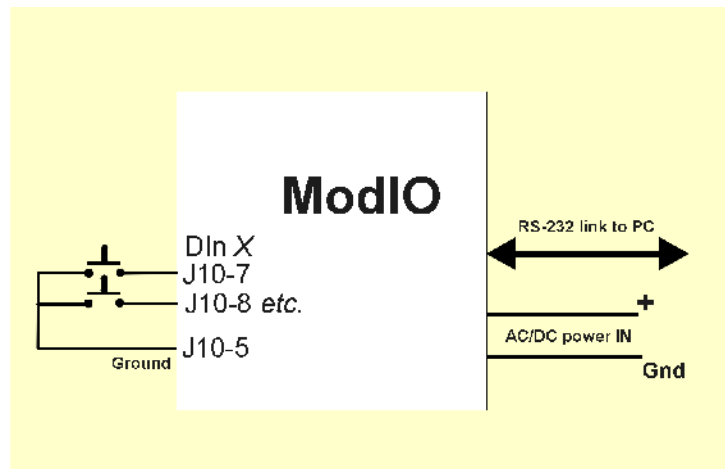 ModIO
RS-232 link to PC
DIn X
J10-7
J10-8 etc.
+
AC/DC power IN
J10-5
Ground
Gnd